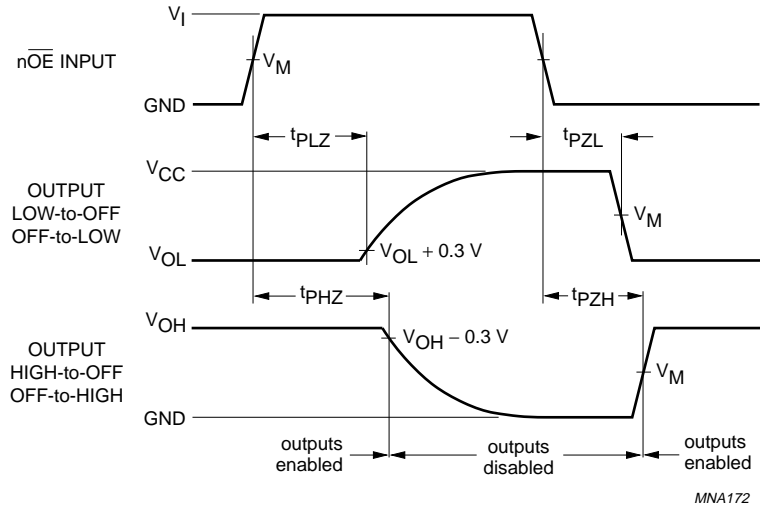 V_I
nOE INPUT
V_M
GND
t_PLZ
t_PZL
V_CC
OUTPUT
LOW-to-OFF
OFF-to-LOW
V_M
V_OL
V_OL + 0.3 V
t_PHZ
t_PZH
V_OH
V_OH − 0.3 V
OUTPUT
HIGH-to-OFF
OFF-to-HIGH
V_M
GND
outputs
enabled
outputs
disabled
outputs
enabled
MNA172